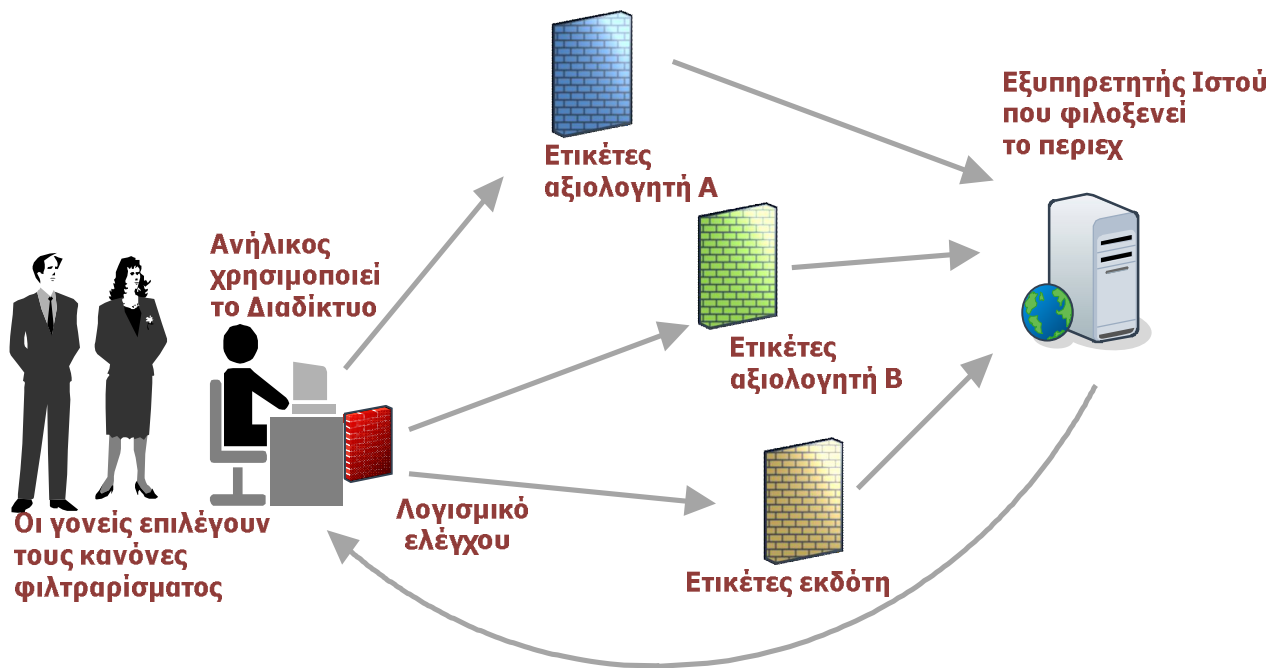 Εξυπηρετητής Ιστού
που φιλοξενεί
το περιεχ
Ετικέτες
αξιολογητή Α
Ανήλικος
χρησιμοποιεί
το Διαδίκτυο
Ετικέτες
αξιολογητή Β
Λογισμικό
ελέγχου
Οι γονείς επιλέγουν
τους κανόνες
φιλτραρίσματος
Ετικέτες εκδότη